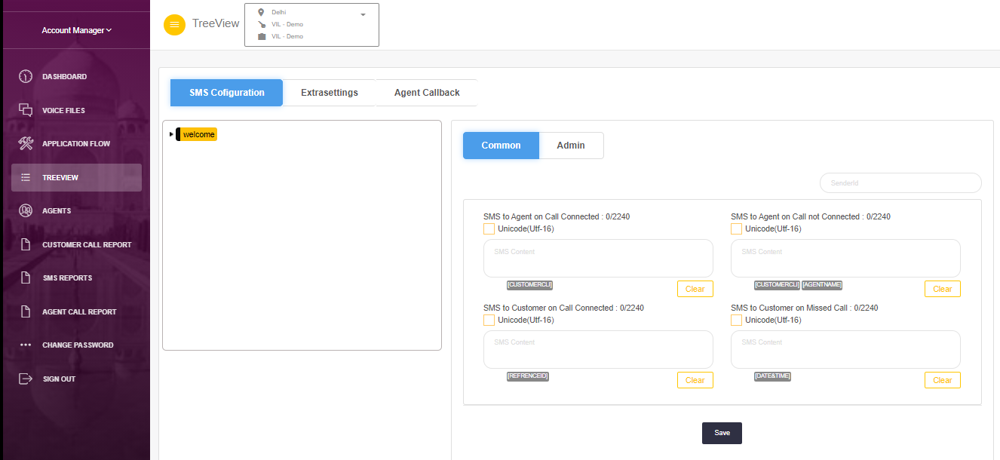 Account Manager
DASHBOARD
VOICE FILES
APPLICATION FLOW
TREEVIEW
AGENTS
CUSTOMER CALL REPORT
SMS REPORTS
AGENT CALL REPORT
CHANGE PASSWORD
SIGN OUT
TreeView
Delhi
VIL - Demo
VIL - Demo
SMS Cofiguration Extrasettings Agent Callback
welcome
Common Admin
SenderId
SMS to Agent on Call Connected : 0/2240
Unicode(Utf-16)
SMS Content
[CUSTOMERCLI]
Clear
SMS to Agent on Call not Connected : 0/2240
Unicode(Utf-16)
SMS Content
[CUSTOMERCLI] [AGENTNAME]
Clear
SMS to Customer on Call Connected : 0/2240
Unicode(Utf-16)
SMS Content
[REFRENCEID]
Clear
SMS to Customer on Missed Call : 0/2240
Unicode(Utf-16)
SMS Content
[DATE&TIME]
Clear
Save